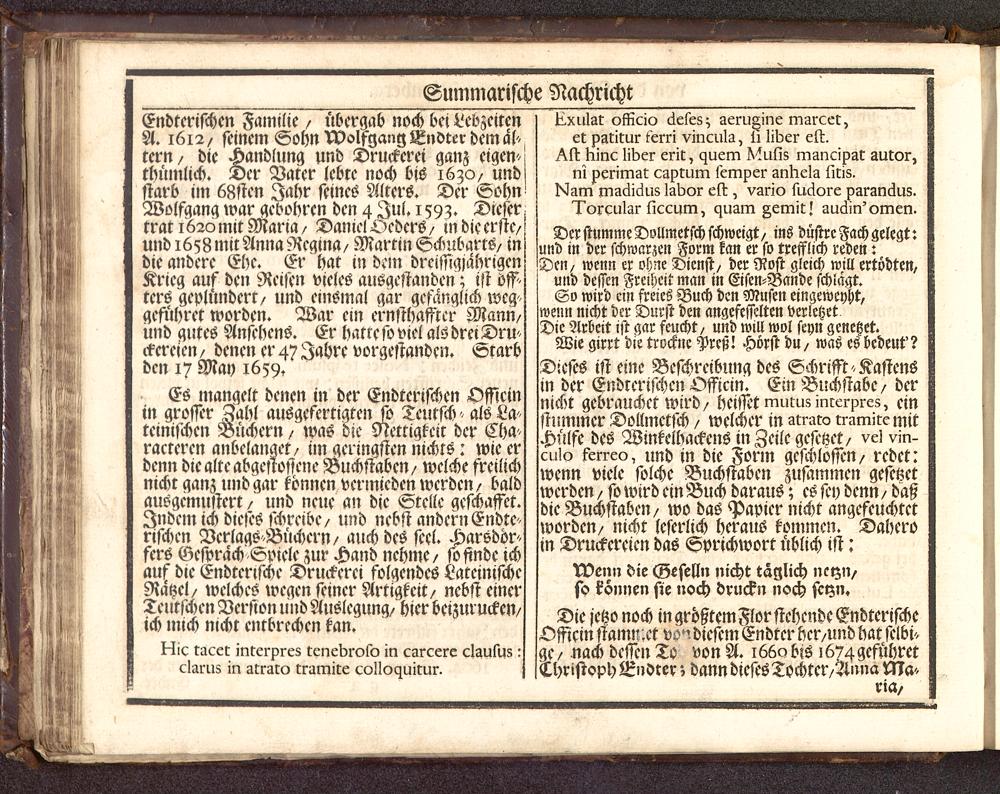 Summarische Nachricht
Endterischen Familie, übergab noch bei Lebzeiten
A. 1612, seinem Sohn Wolfgang Endter dem äl-
tern, die Handlung und Druckerei ganz eigen-
thümlich. Der Vater lebte noch bis 1630, und
starb im 68sten Jahr seines Alters. Der Sohn
Wolfgang war gebohren den 4 Jul. 1593. Dieser
trat 1620 mit Maria, Daniel Oeders, in die erste,
und 1658 mit Anna Regina, Martin Schubarts, in
die andere Ehe. Er hat in dem dreissigjährigen
Krieg auf den Reisen vieles ausgestanden; ist öff-
ters geplündert, und einsmal gar gefänglich weg-
geführet worden. War ein ernsthaffter Mann,
und gutes Ansehens. Er hatte so viel als drei Dru-
ckereien, denen er 47 Jahre vorgestanden. Starb
den 17 May 1659.
Es mangelt denen in der Endterischen Officin
in grosser Zahl ausgefertigten so Teutsch- als La-
teinischen Büchern, was die Nettigkeit der Cha-
racteren anbelanget, im geringsten nichts: wie er
denn die alte abgestossene Buchstaben, welche freilich
nicht ganz und gar können vermieden werden, bald
ausgemustert, und neue an die Stelle geschaffet.
Indem ich dieses schreibe, und nebst andern Endte-
rischen Verlags-Büchern, auch des seel. Harsdör-
fers Gespräch-Spiele zur Hand nehme, so finde ich
auf die Endterische Druckerei folgendes Lateinische
Rätzel, welches wegen seiner Artigkeit, nebst einer
Teutschen Version und Auslegung, hier beizurucken,
ich mich nicht entbrechen kan.
Hic tacet interpres tenebroso in carcere clausus:
clarus in atrato tramite colloquitur.
Exulat officio deses; aerugine marcet,
et patitur ferri vincula, si liber est.
Ast hinc liber erit, quem Musis mancipat autor,
ni perimat captum semper anhela sitis.
Nam madidus labor est, vario sudore parandus.
Torcular siccum, quam gemit! audin' omen.
Der stumme Dollmetsch schweigt, ins düstre Fach gelegt:
und in der schwarzen Form kan er so trefflich reden:
Den, wenn er ohne Dienst, der Rost gleich will ertödten,
und dessen Freiheit man in Eisen-Bande schlägt.
So wird ein freies Buch den Musen eingeweyht,
wenn nicht der Durst den angefesselten verletzet.
Die Arbeit ist gar feucht, und will wol seyn genetzet.
Wie girrt die trockne Preß! Hörst du, was es bedeut'?
Dieses ist eine Beschreibung des Schrifft-Kastens
in der Endterischen Officin. Ein Buchstabe, der
nicht gebrauchet wird, heisset mutus interpres, ein
stummer Dollmetsch, welcher in atrato tramite mit
Hülfe des Winkelhackens in Zeile gesetzet, vel vin-
culo ferreo, und in die Form geschlossen, redet:
wenn viele solche Buchstaben zusammen gesetzet
werden, so wird ein Buch daraus; es sey denn, daß
die Buchstaben, wo das Papier nicht angefeuchtet
worden, nicht leserlich heraus kommen. Dahero
in Druckereien das Sprichwort üblich ist:
Wenn die Geselln nicht täglich netzn,
so können sie noch druckn noch setzn.
Die jetzo noch in größtem Flor stehende Endterische
Officin stammet von diesem Endter her, und hat selbi-
ge, nach dessen Tod von A. 1660 bis 1674 geführet
Christoph Endter; dann dieses Tochter, Anna Ma-
ria,